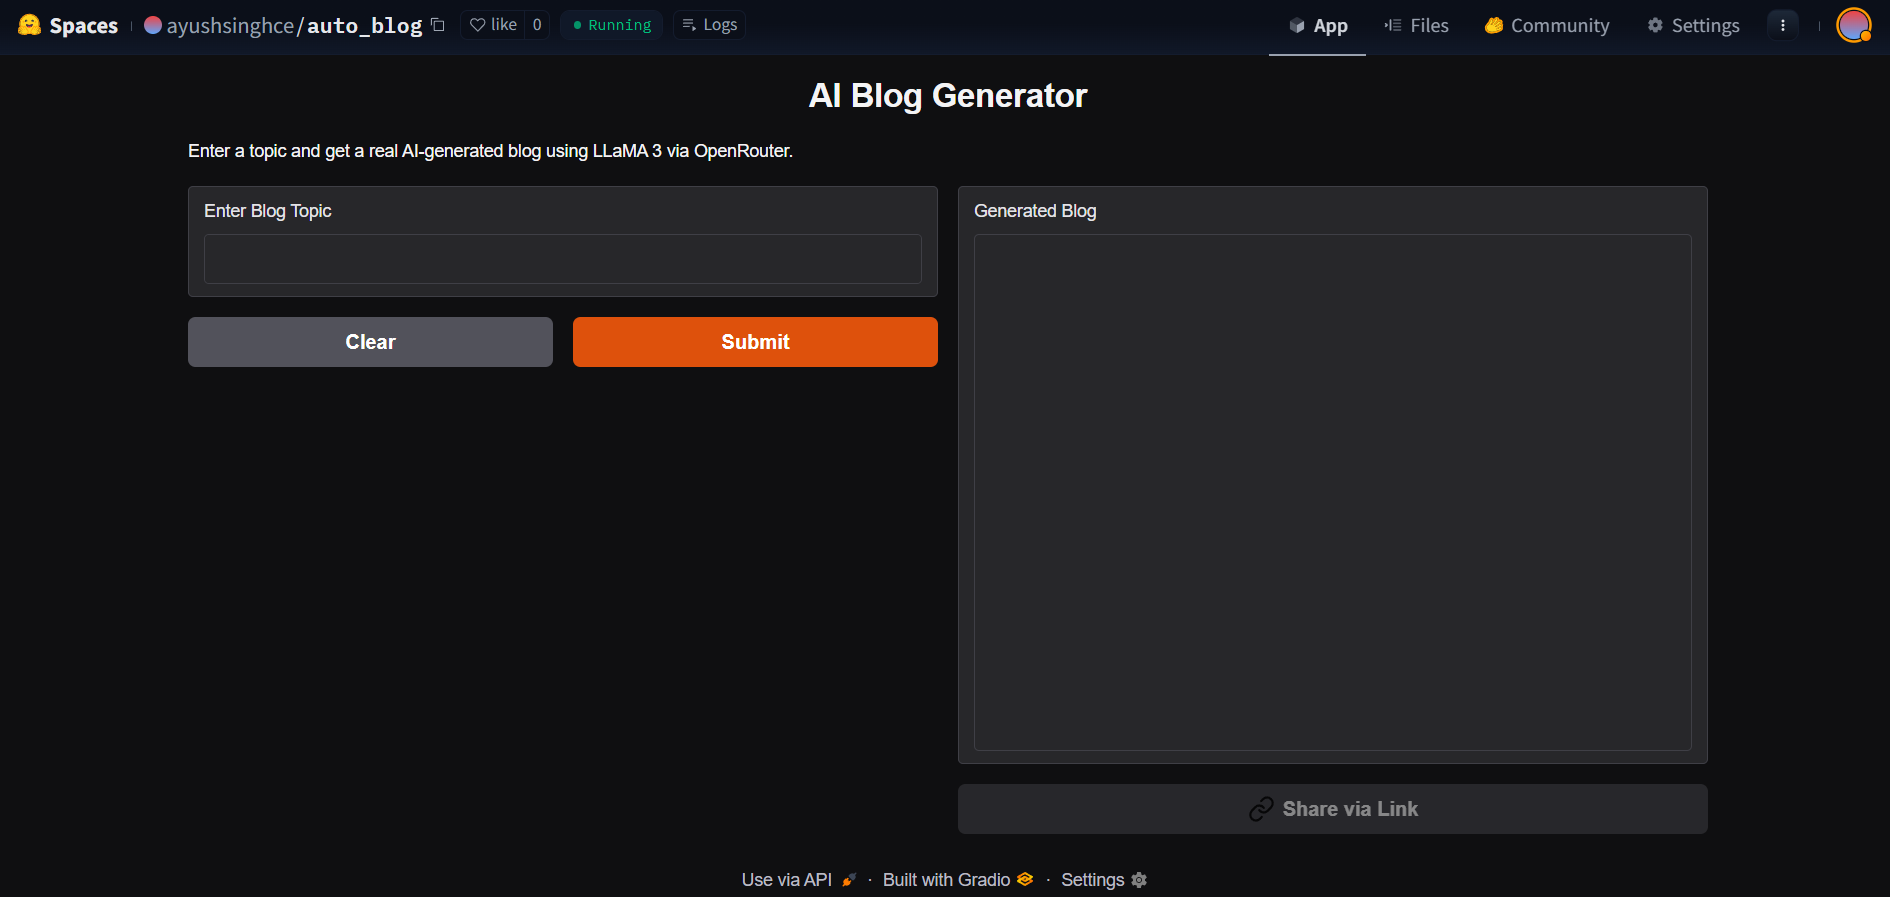 Spaces ayushsinghce/auto_blog like 0 Running Logs App Files Community Settings
AI Blog Generator
Enter a topic and get a real AI-generated blog using LLaMA 3 via OpenRouter.
Enter Blog Topic
Clear Submit
Generated Blog
Share via Link
Use via API · Built with Gradio · Settings